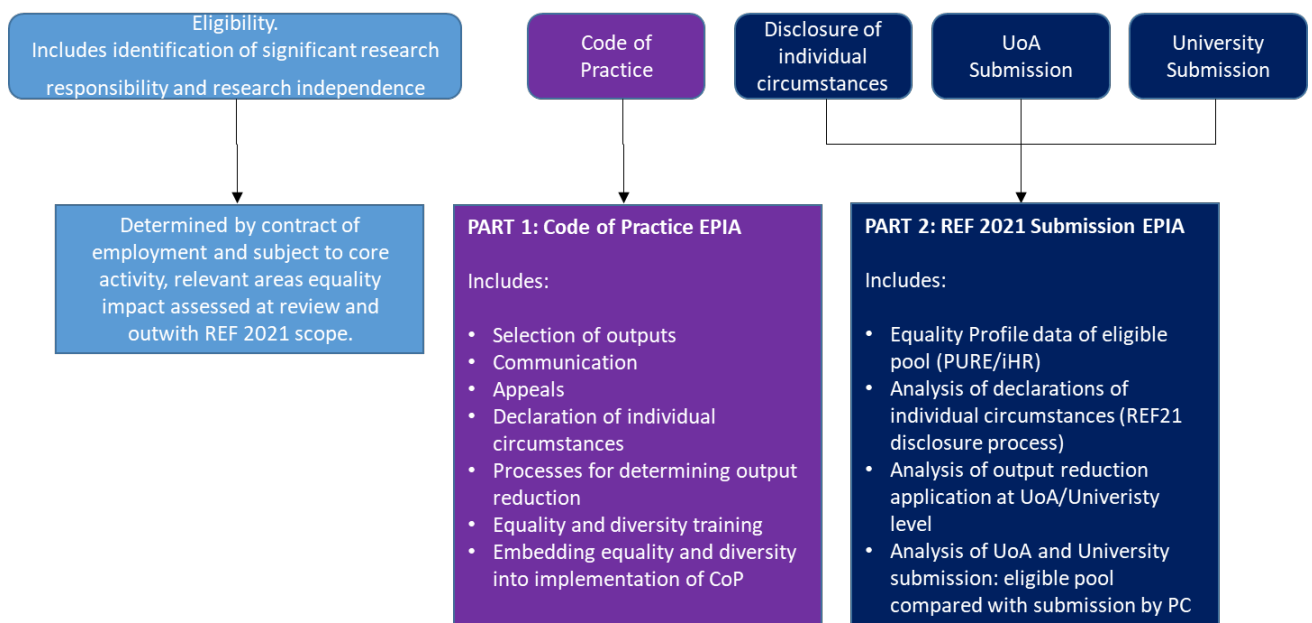 Eligibility.
Includes identification of significant research
responsibility and research independence
Code of
Practice
Disclosure of
individual
circumstances
UoA
Submission
University
Submission
Determined by contract of
employment and subject to core
activity, relevant areas equality
impact assessed at review and
outwith REF 2021 scope.
PART 1: Code of Practice EPIA
Includes:
• Selection of outputs
• Communication
• Appeals
• Declaration of individual
circumstances
• Processes for determining output
reduction
• Equality and diversity training
• Embedding equality and diversity
into implementation of CoP
PART 2: REF 2021 Submission EPIA
Includes:
• Equality Profile data of eligible
pool (PURE/iHR)
• Analysis of declarations of
individual circumstances (REF21
disclosure process)
• Analysis of output reduction
application at UoA/Univeristy
level
• Analysis of UoA and University
submission: eligible pool
compared with submission by PC